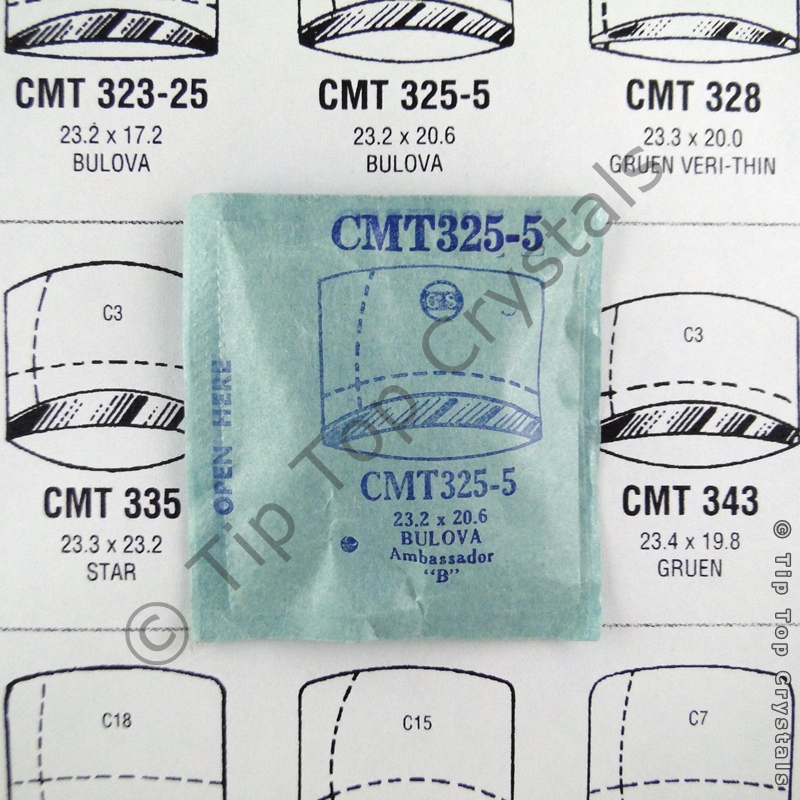 CMT 323-25
23.2 x 17.2
BULOVA
CMT 325-5
23.2 x 20.6
BULOVA
CMT 328
23.3 x 20.0
GRUEN VERI-THIN
C3
CMT 335
23.3 x 23.2
STAR
CMT325-5
GS
OPEN HERE
CMT325-5
23.2 x 20.6
BULOVA
Ambassador
"B"
C3
CMT 343
23.4 x 19.8
GRUEN
C18
C15
C7
© Tip Top Crystals
© Tip Top Crystals